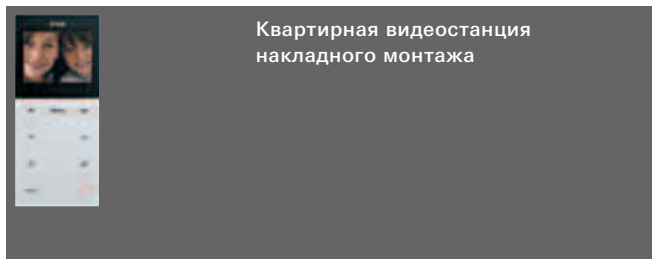 Квартирная видеостанция
накладного монтажа